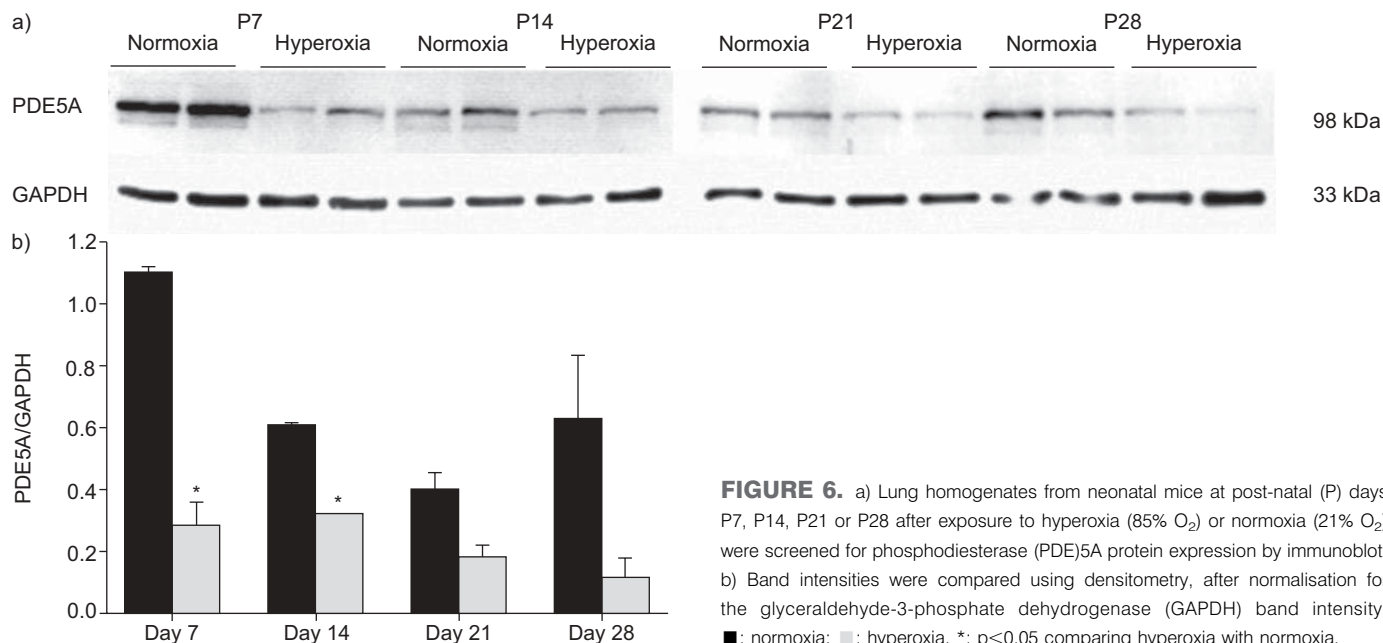 a)
P7 P14 P21 P28
Normoxia Hyperoxia Normoxia Hyperoxia Normoxia Hyperoxia Normoxia Hyperoxia
PDE5A 98 kDa
GAPDH 33 kDa
b)
PDE5A/GAPDH
1.2
1.0
0.8
0.6
0.4
0.2
0.0
* *
Day 7 Day 14 Day 21 Day 28
FIGURE 6. a) Lung homogenates from neonatal mice at post-natal (P) days
P7, P14, P21 or P28 after exposure to hyperoxia (85% O₂) or normoxia (21% O₂)
were screened for phosphodiesterase (PDE)5A protein expression by immunoblot
b) Band intensities were compared using densitometry, after normalisation fo
the glyceraldehyde-3-phosphate dehydrogenase (GAPDH) band intensity
■: normoxia; ■: hyperoxia. *: p<0.05 comparing hyperoxia with normoxia.